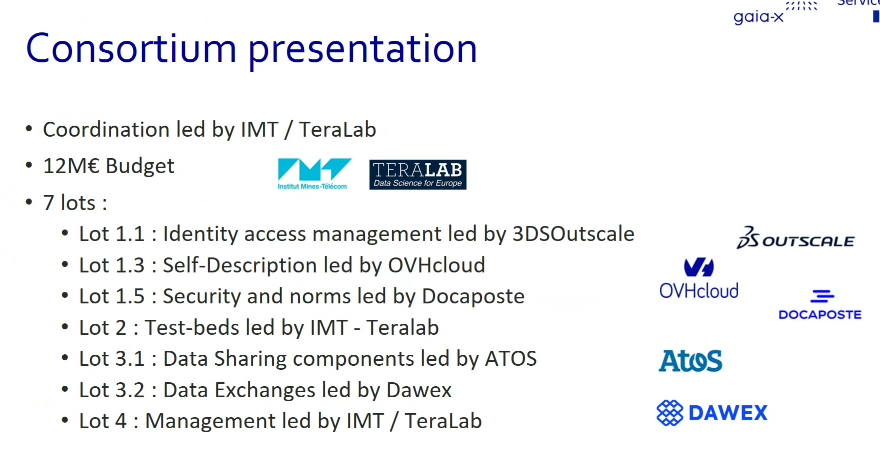 gaia-x
Service
Consortium presentation
• Coordination led by IMT / TeraLab
• 12M€ Budget
IMT
Institut Mines-Télécom
TERALAB
Data Science for Europe
• 7 lots :
• Lot 1.1 : Identity access management led by 3DSOutscale
• Lot 1.3 : Self-Description led by OVHcloud
• Lot 1.5 : Security and norms led by Docaposte
• Lot 2 : Test-beds led by IMT - Teralab
• Lot 3.1 : Data Sharing components led by ATOS
• Lot 3.2 : Data Exchanges led by Dawex
• Lot 4 : Management led by IMT / TeraLab
3DS OUTSCALE
OVHcloud
DOCAPOSTE
Atos
DAWEX